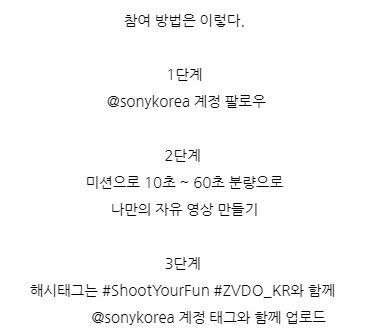 참여 방법은 이렇다.
1단계
@sonykorea 계정 팔로우
2단계
미션으로 10초 ~ 60초 분량으로
나만의 자유 영상 만들기
3단계
해시태그는 #ShootYourFun #ZVDO_KR와 함께
@sonykorea 계정 태그와 함께 업로드